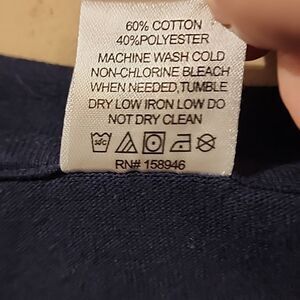 60% COTTON
40%POLYESTER
MACHINE WASH COLD
NON-CHLORINE BLEACH
WHEN NEEDED,TUMBLE
DRY LOW IRON LOW DO
NOT DRY CLEAN
RN# 158946